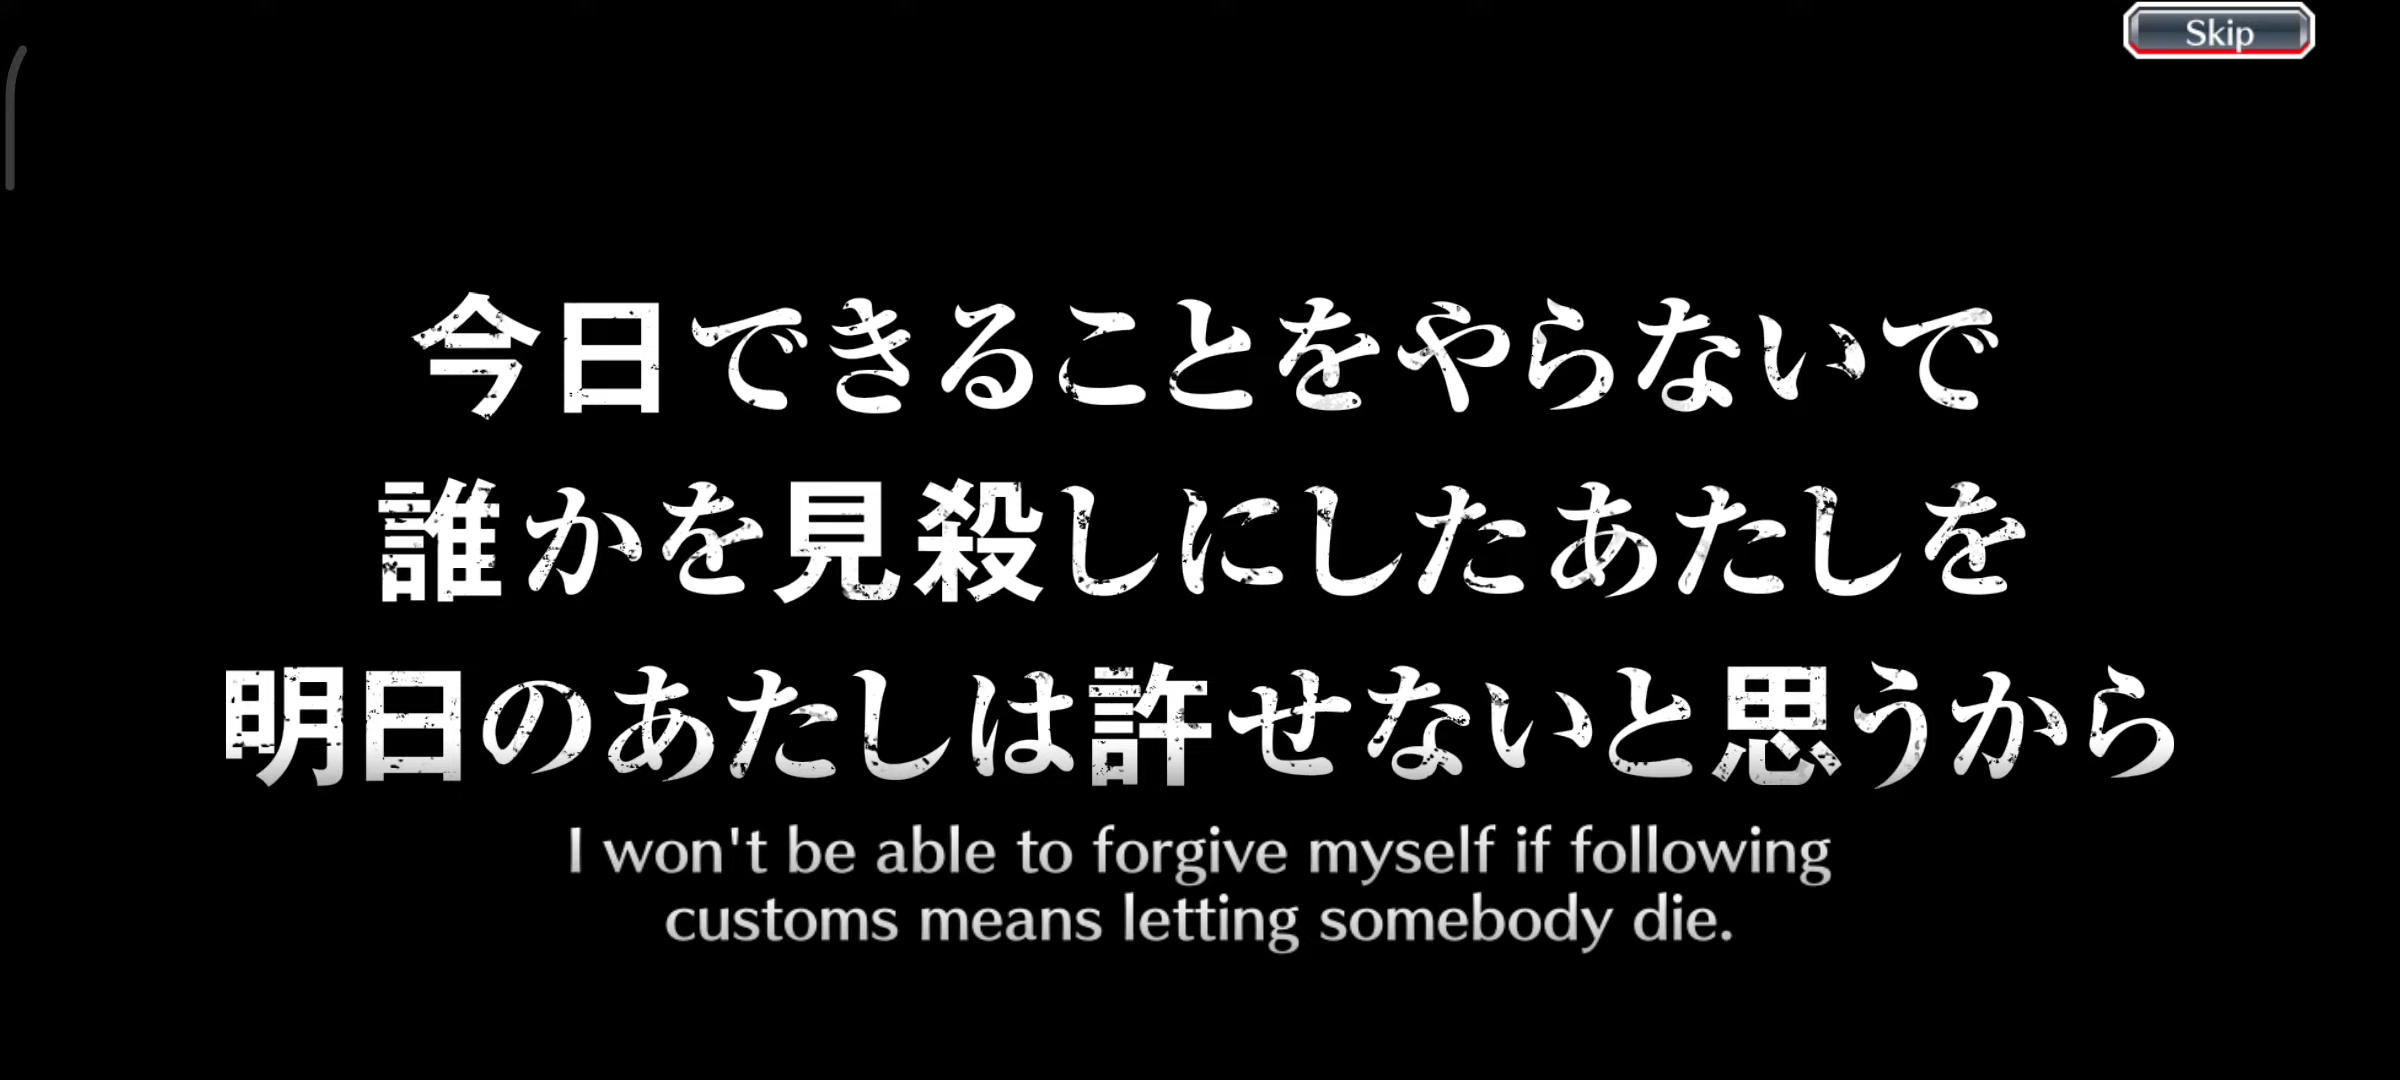 Skip
今日できることをやらないで
誰かを見殺しにしたあたしを
明日のあたしは許せないと思うから
I won't be able to forgive myself if following
customs means letting somebody die.